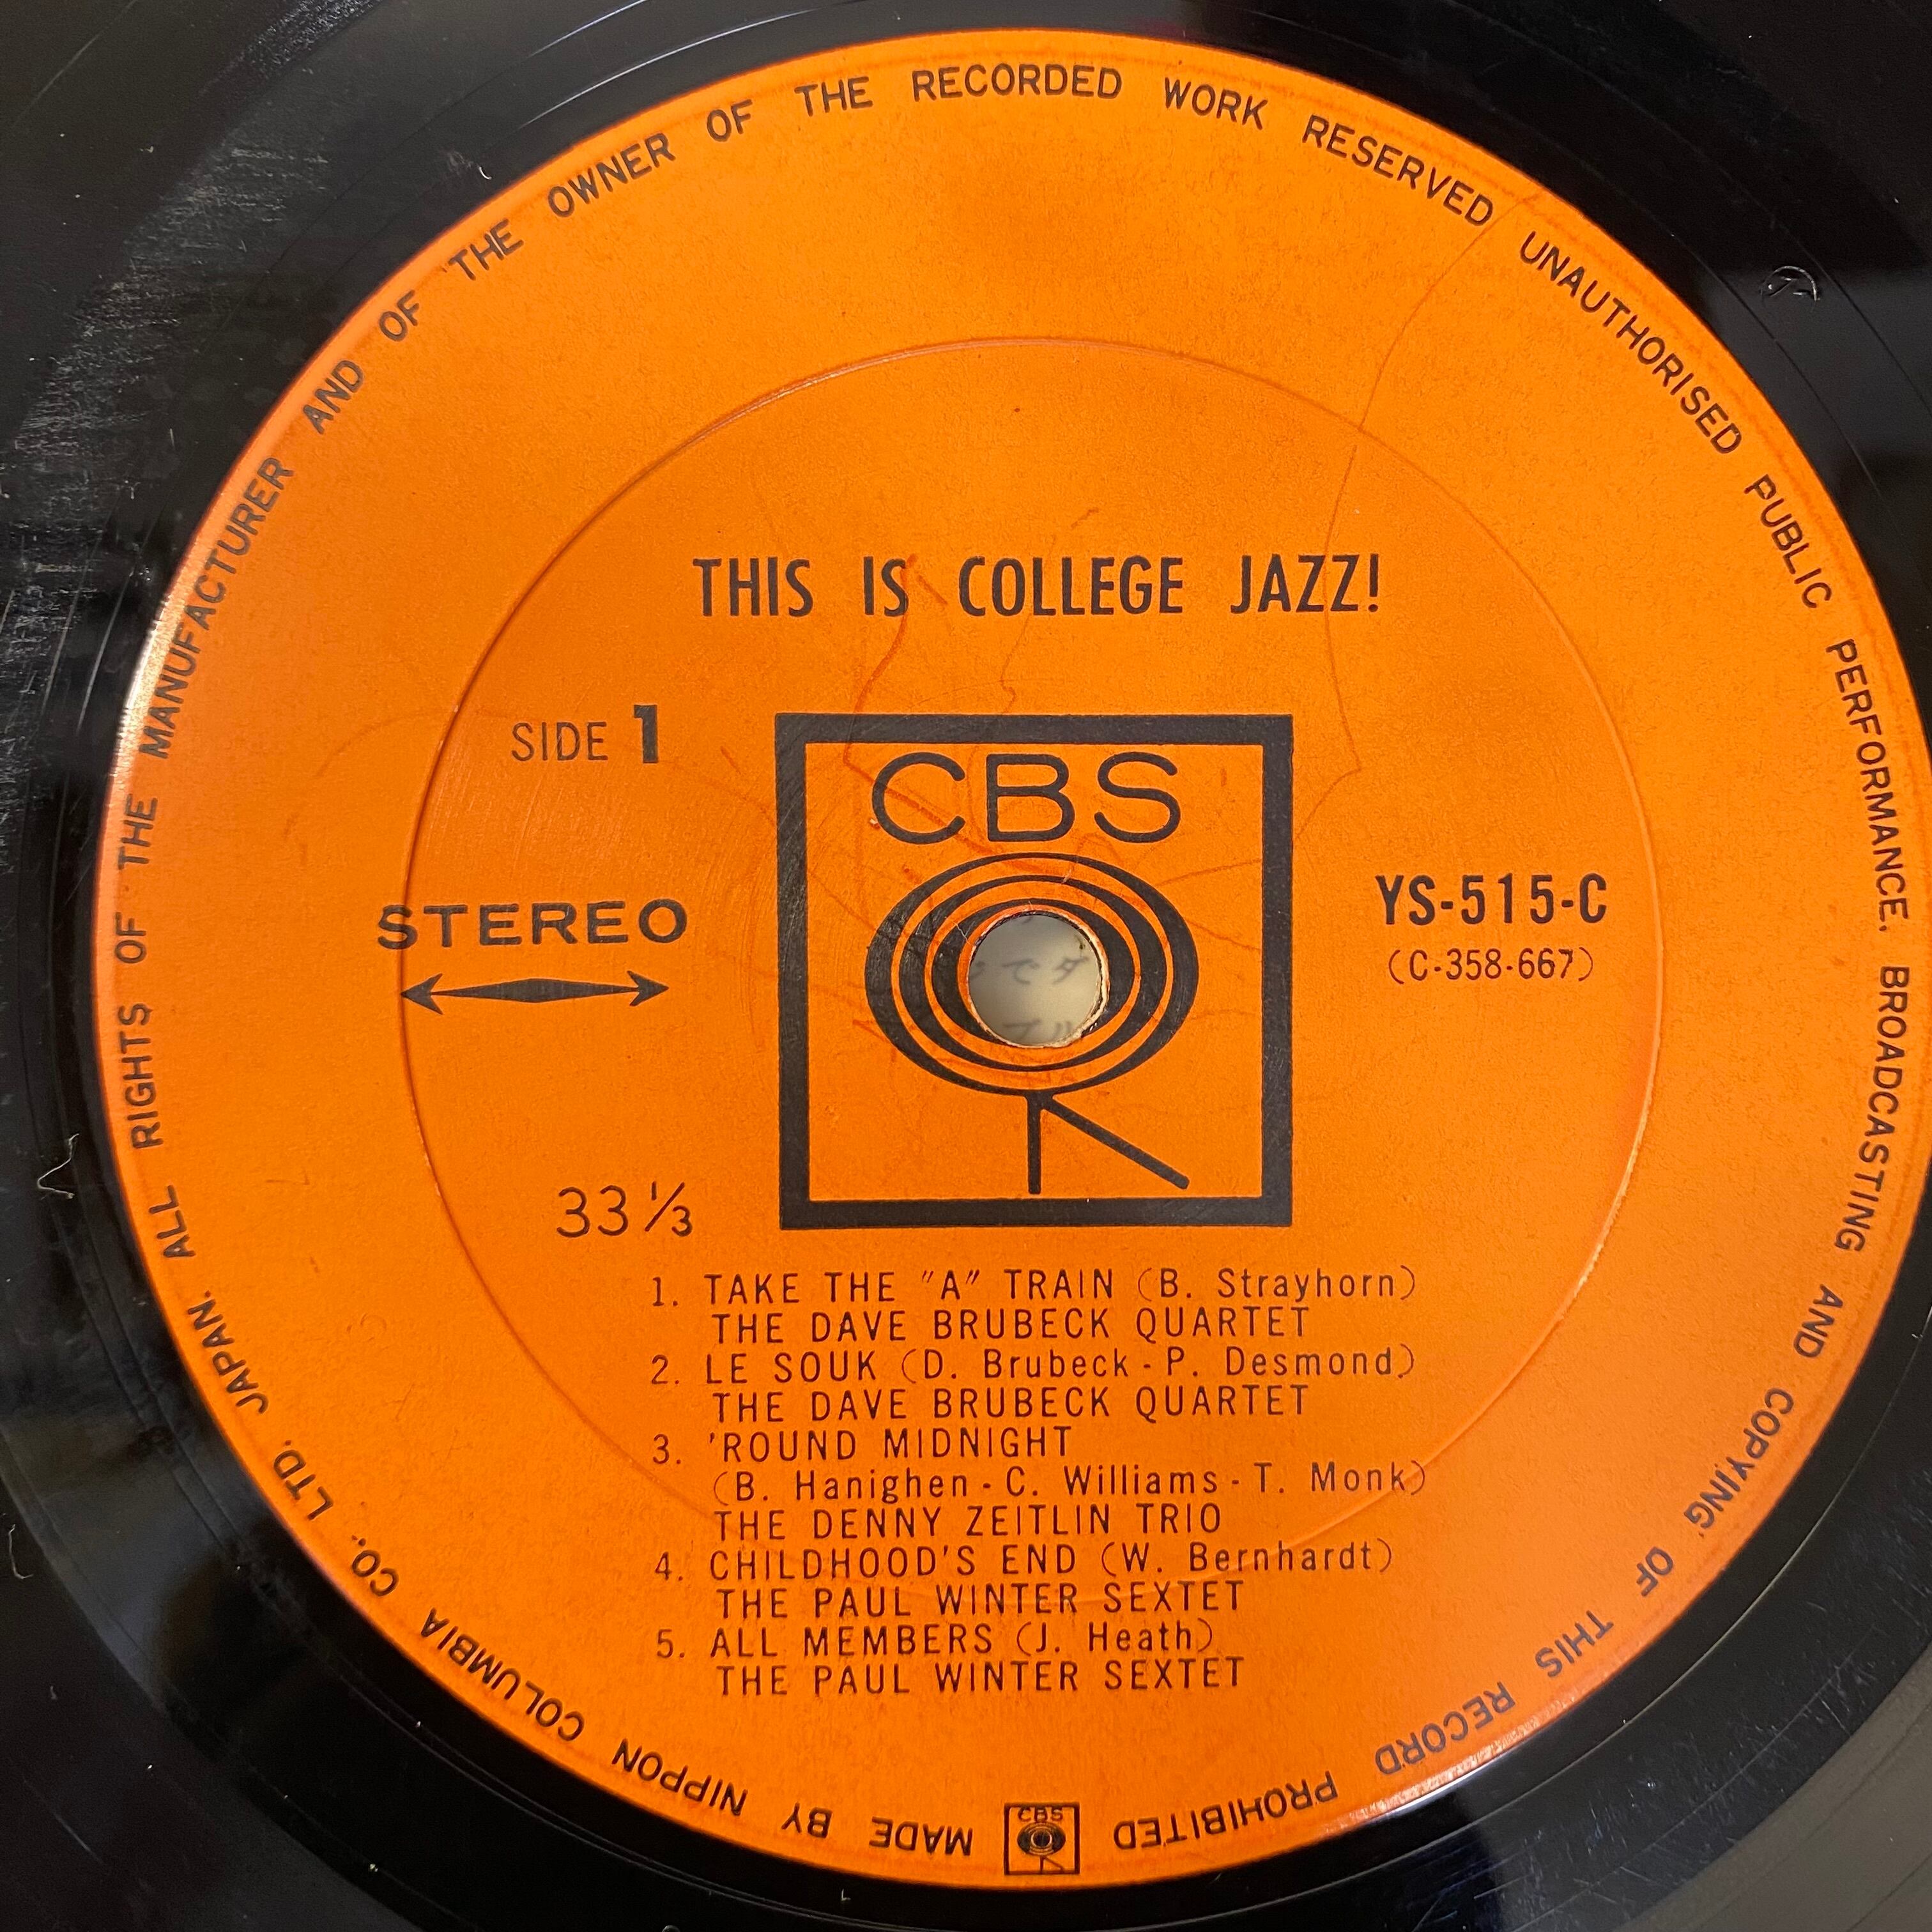 MADE BY NIPPON COLUMBIA CO., LTD. JAPAN. ALL RIGHTS OF THE MANUFACTURER AND OF THE OWNER OF THE RECORDED WORK RESERVED UNAUTHORISED PUBLIC PERFORMANCE, BROADCASTING AND COPYING OF THIS RECORD PROHIBITED
THIS IS COLLEGE JAZZ!
SIDE 1
CBS
STEREO
YS-515-C
(C-358-667)
33 1/3
1. TAKE THE "A" TRAIN (B. Strayhorn)
THE DAVE BRUBECK QUARTET
2. LE SOUK (D. Brubeck - P. Desmond)
THE DAVE BRUBECK QUARTET
3. 'ROUND MIDNIGHT
(B. Hanighen - C. Williams - T. Monk)
THE DENNY ZEITLIN TRIO
4. CHILDHOOD'S END (W. Bernhardt)
THE PAUL WINTER SEXTET
5. ALL MEMBERS (J. Heath)
THE PAUL WINTER SEXTET
CBS